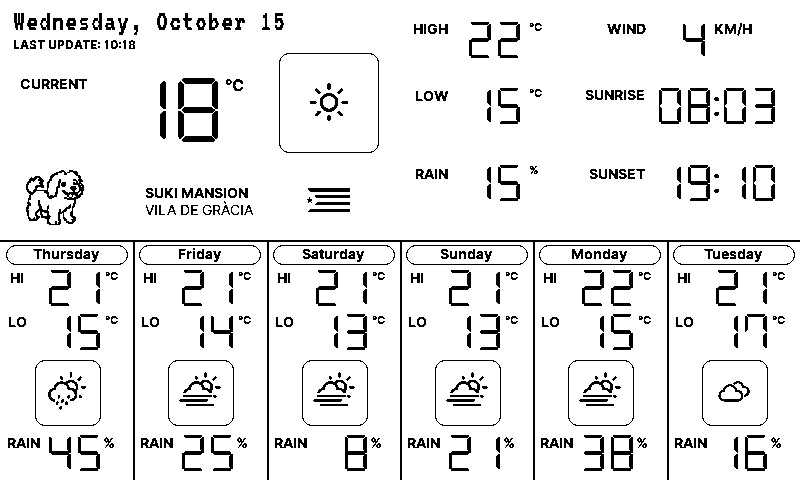 Wednesday, October 15
LAST UPDATE: 10:18
CURRENT 18 °C
SUKI MANSION
VILA DE GRÀCIA
HIGH 22 °C
LOW 15 °C
RAIN 15 %
WIND 4 KM/H
SUNRISE 08:03
SUNSET 19:10
Thursday
HI 21 °C
LO 15 °C
RAIN 45 %
Friday
HI 21 °C
LO 14 °C
RAIN 25 %
Saturday
HI 21 °C
LO 13 °C
RAIN 8 %
Sunday
HI 21 °C
LO 13 °C
RAIN 21 %
Monday
HI 22 °C
LO 15 °C
RAIN 38 %
Tuesday
HI 21 °C
LO 17 °C
RAIN 16 %